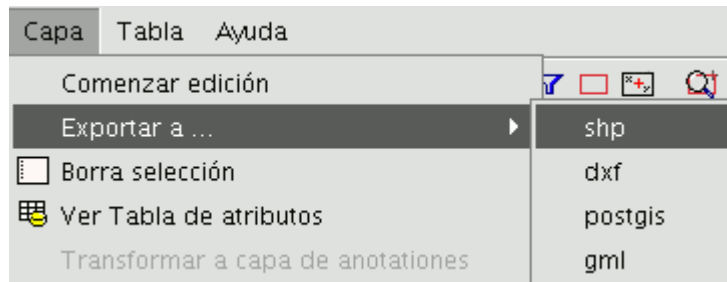 Capa Tabla Ayuda
Comenzar edición
Exportar a ... shp
Borra selección dxf
Ver Tabla de atributos postgis
Transformar a capa de anotationes gml